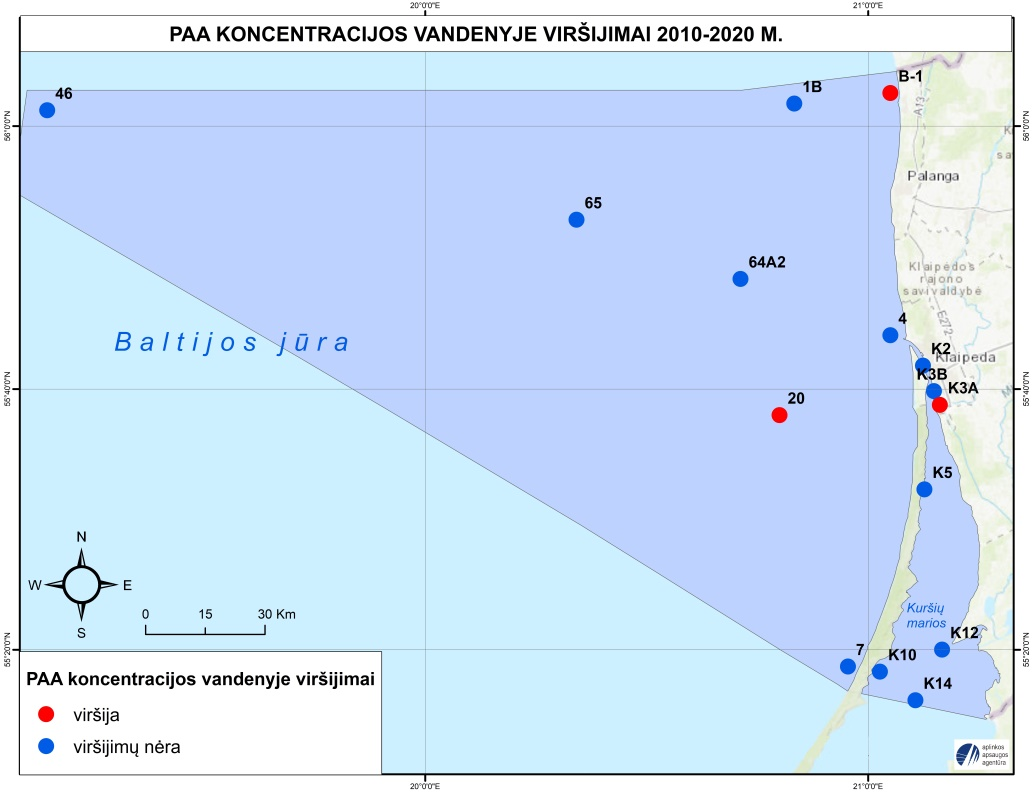 20°0'0"E
21°0'0"E
PAA KONCENTRACIJOS VANDENYJE VIRŠIJIMAI 2010-2020 M.
46
1B
B-1
A13
56°0'0"N
56°0'0"N
Palanga
65
64A2
Klaipėdos
rajono
savivaldybė
E272
4
Baltijos jūra
K2
Klaipėda
K3B
K3A
55°40'0"N
55°40'0"N
20
K5
N
W
E
S
0
15
30 Km
Kuršių
marios
K12
55°20'0"N
55°20'0"N
7
K10
K14
PAA koncentracijos vandenyje viršijimai
viršija
viršijimų nėra
aplinkos
apsaugos
agentūra
20°0'0"E
21°0'0"E